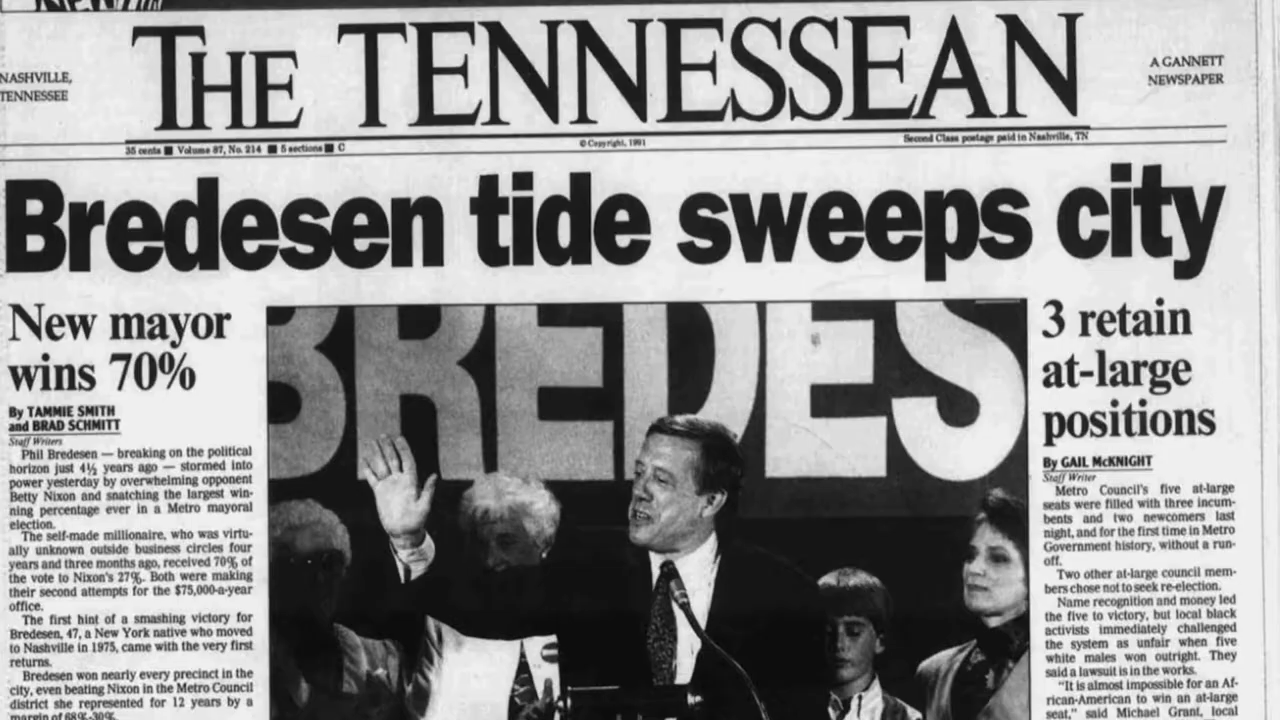 NASHVILLE,
TENNESSEE
THE TENNESSEAN
A GANNETT
NEWSPAPER
35 cents ■ Volume 87, No. 214 ■ 5 sections ■ C
© Copyright, 1991
Second Class postage paid in Nashville, TN
Bredesen tide sweeps city
New mayor
wins 70%
By TAMMIE SMITH
and BRAD SCHMITT
Staff Writers
Phil Bredesen — breaking on the political
horizon just 4½ years ago — stormed into
power yesterday by overwhelming opponent
Betty Nixon and snatching the largest win-
ning percentage ever in a Metro mayoral
election.
The self-made millionaire, who was virtu-
ally unknown outside business circles four
years and three months ago, received 70% of
the vote to Nixon's 27%. Both were making
their second attempts for the $75,000-a-year
office.
The first hint of a smashing victory for
Bredesen, 47, a New York native who moved
to Nashville in 1975, came with the very first
returns.
Bredesen won nearly every precinct in the
city, even beating Nixon in the Metro Council
district she represented for 12 years by a
margin of 68%-30%.
BREDES
3 retain
at-large
positions
By GAIL McKNIGHT
Staff Writer
Metro Council's five at-large
seats were filled with three incum-
bents and two newcomers last
night, and for the first time in Metro
Government history, without a run-
off.
Two other at-large council mem-
bers chose not to seek re-election.
Name recognition and money led
the five to victory, but local black
activists immediately challenged
the system as unfair when five
white males won outright. They
said a lawsuit is in the works.
"It is almost impossible for an Af-
rican-American to win an at-large
seat," said Michael Grant, local